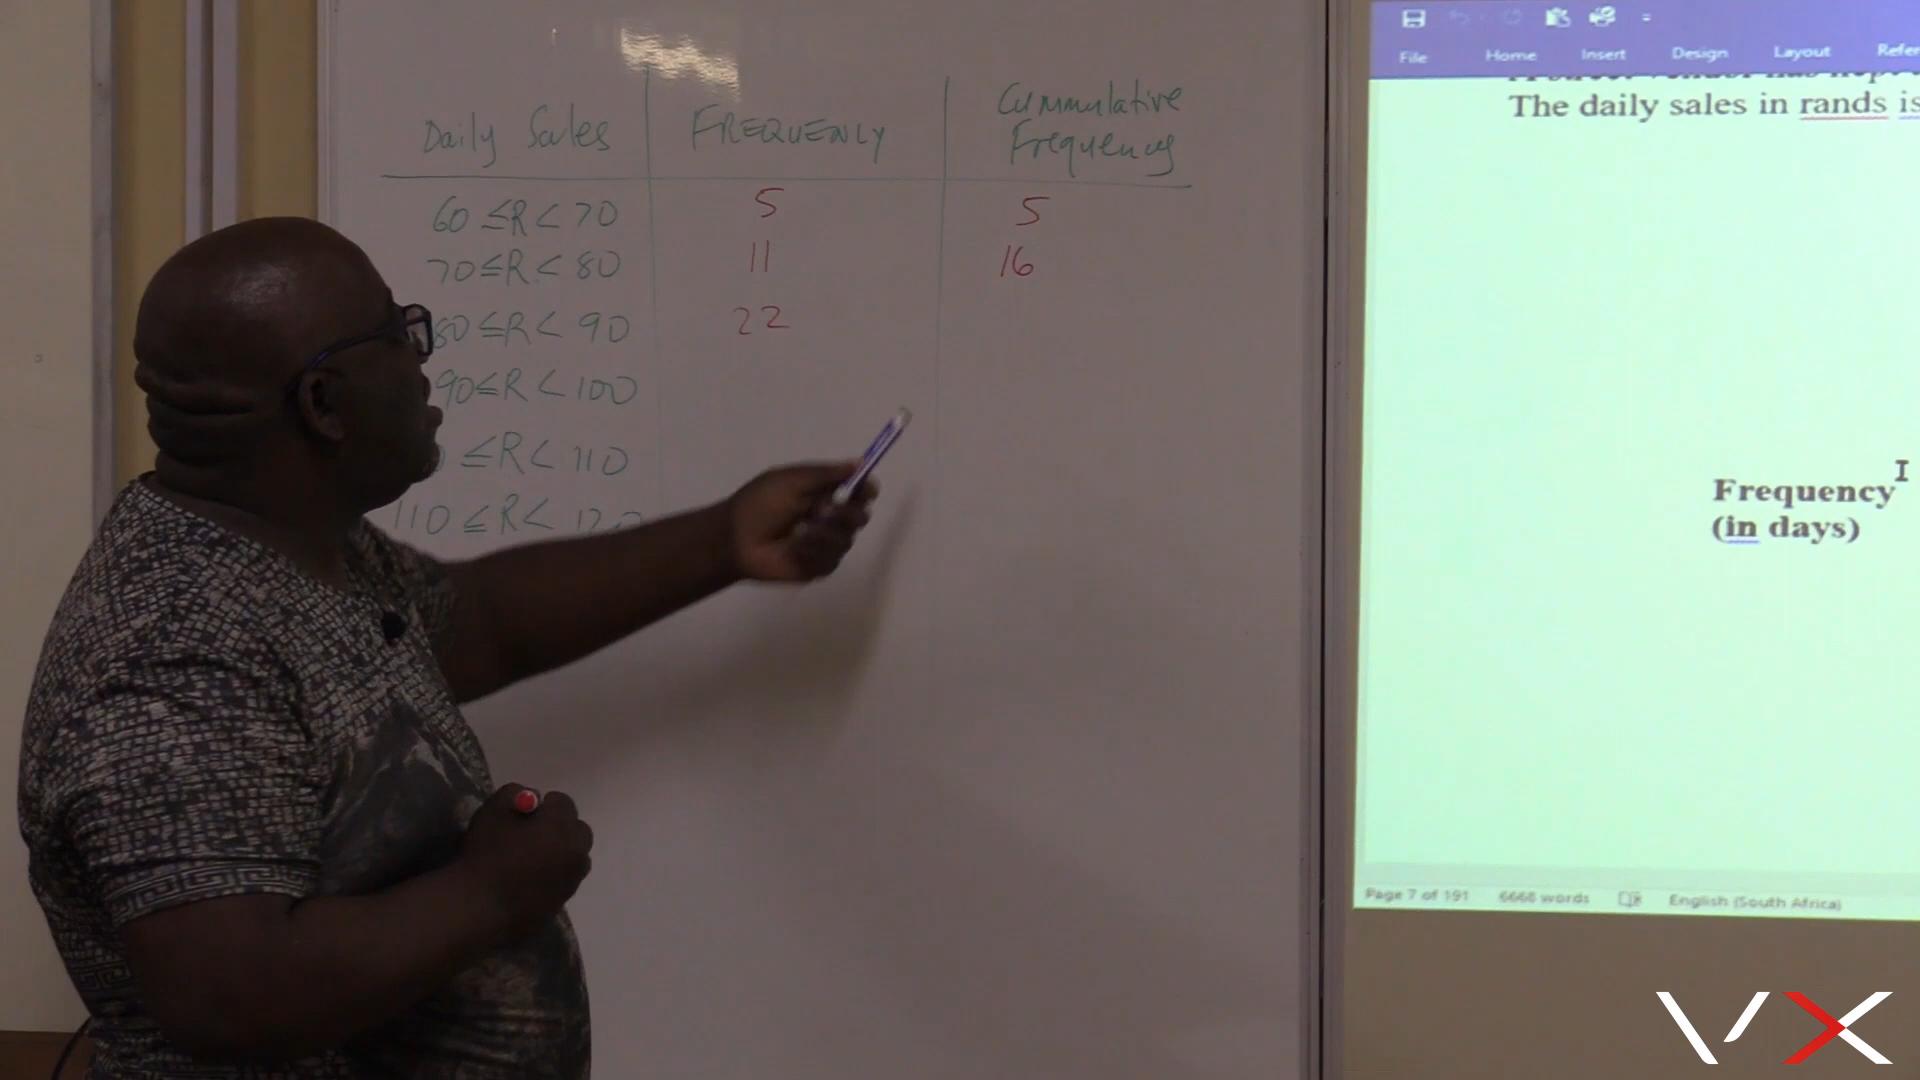 Daily Sales FREQUENCY Cummulative Frequency
60 ≤R< 70 5 5
70≤R< 80 11 16
80 ≤R< 90 22
90≤R< 100
≤R< 110
110 ≤R< 120
File Home Insert Design Layout
The daily sales in rands is
Frequency
(in days)
Page 7 of 191 6668 words English (South Africa)
VX